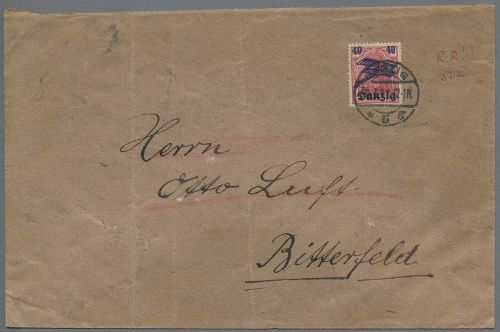 40 40
Danzig
R R !!
Herrn
Otto Luft
Bitterfeld